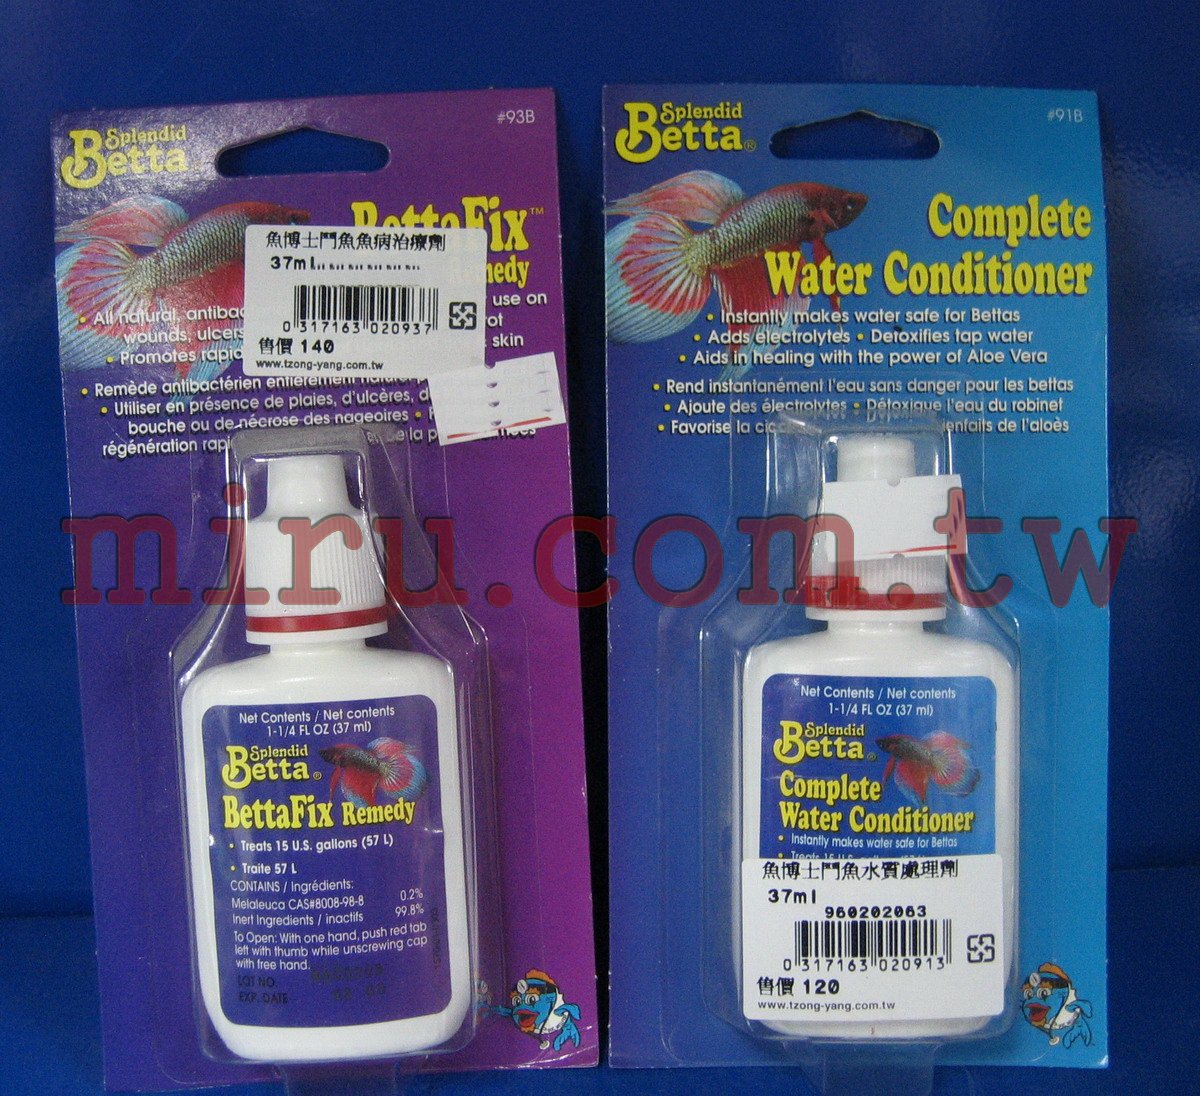 Splendid
Betta
#93B
BettaFix™
魚博士鬥魚魚病治療劑
37ml
0 317163 020937
售價 140
www.tzong-yang.com.tw
Remedy
use on
• All natural,
wounds, ulcers
skin
• Promotes
• Remède antibactérien entièrement
• Utiliser en présence de plaies, d'ulcères,
bouche ou de nécrose des nageoires •
régénération
de la
Net Contents / Net contents
1-1/4 FL OZ (37 ml)
Splendid
Betta®
BettaFix Remedy
• Treats 15 U.S. gallons (57 L)
• Traite 57 L
CONTAINS / Ingrédients:
Melaleuca CAS#8008-98-8 0.2%
Inert Ingredients / inactifs 99.8%
To Open: With one hand, push red tab
left with thumb while unscrewing cap
with free hand.
LOT NO.
EXP. DATE
Splendid
Betta®
#91B
Complete
Water Conditioner
• Instantly makes water safe for Bettas
• Adds electrolytes • Detoxifies tap water
• Aids in healing with the power of Aloe Vera
• Rend instantanément l'eau sans danger pour les bettas
• Ajoute des électrolytes • Détoxique l'eau du robinet
• Favorise la
de l'aloès
Net Contents / Net contents
1-1/4 FL OZ (37 ml)
Splendid
Betta®
Complete
Water Conditioner
• Instantly makes water safe for Bettas
• Treats 15 U.S.
魚博士鬥魚水質處理劑
37ml
960202063
0 317163 020913
售價 120
www.tzong-yang.com.tw
miru.com.tw